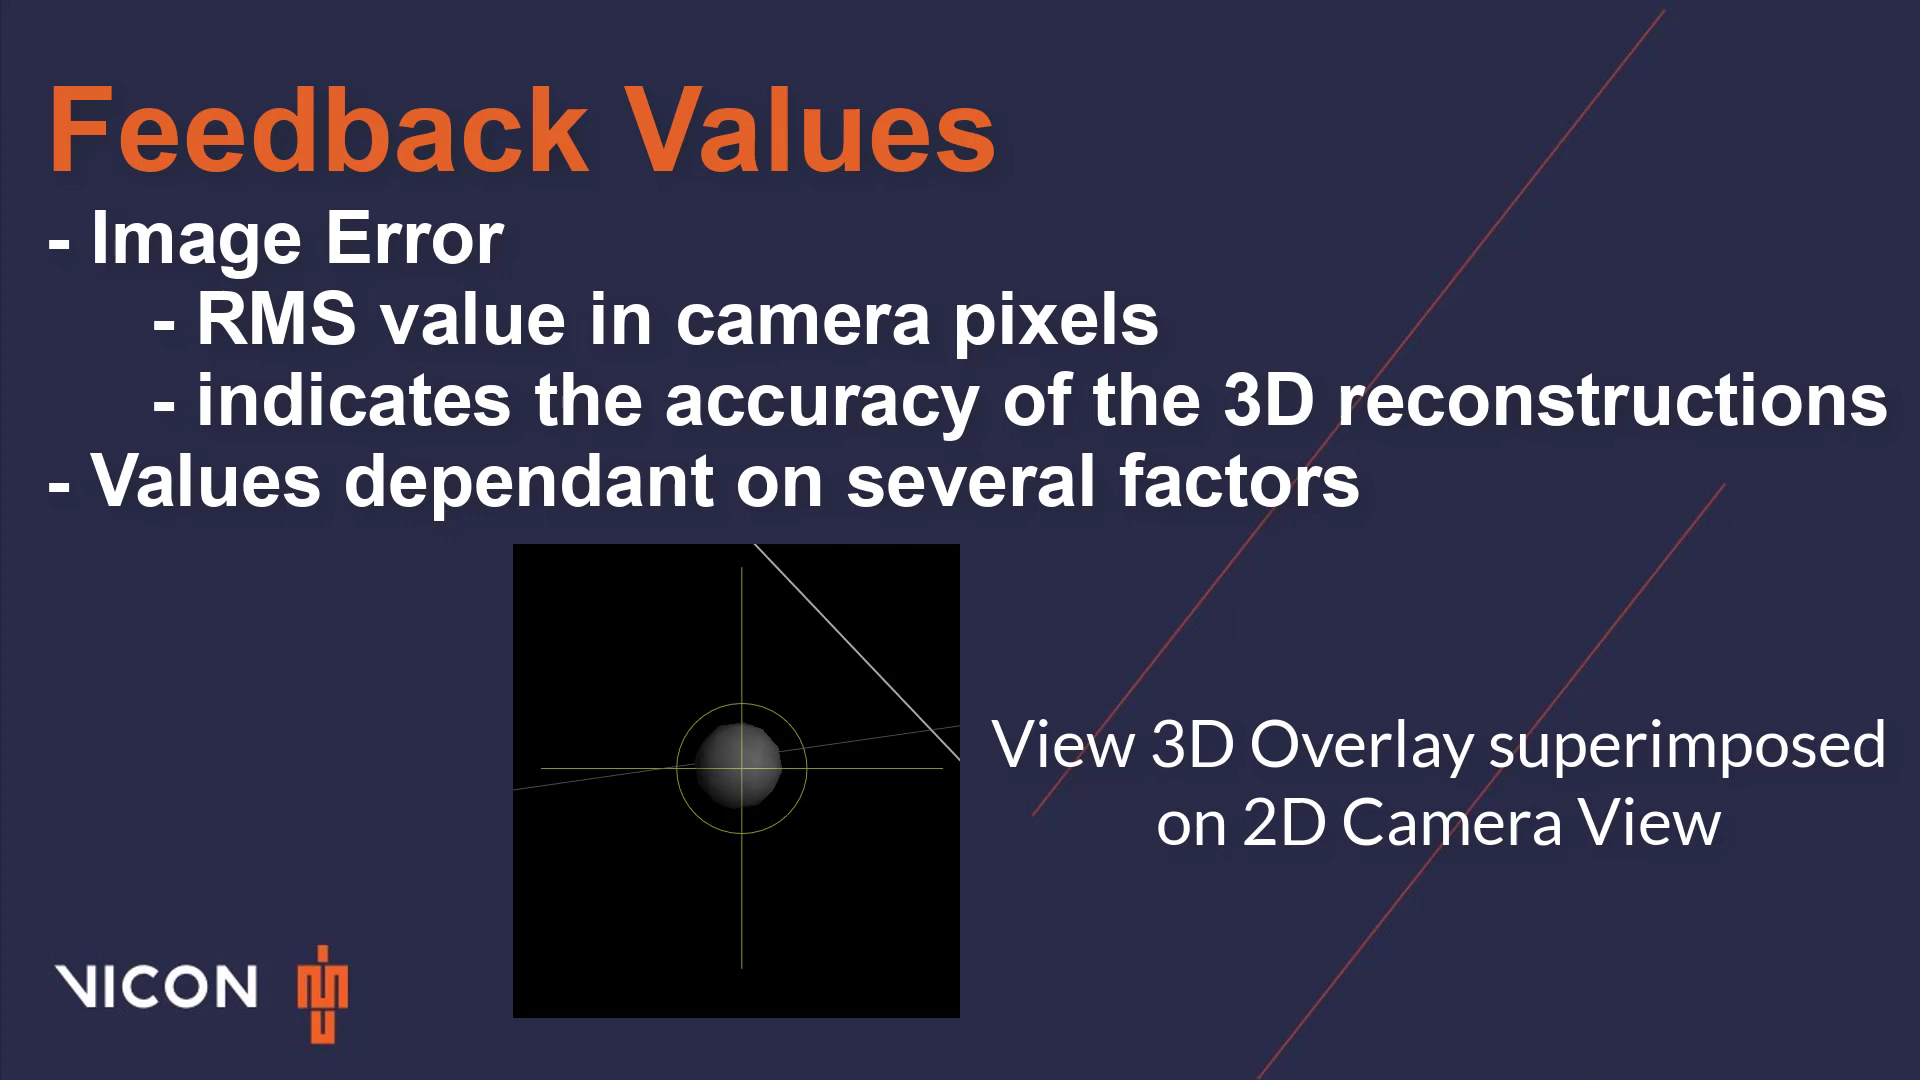 Feedback Values
- Image Error
- RMS value in camera pixels
- indicates the accuracy of the 3D reconstructions
- Values dependant on several factors
View 3D Overlay superimposed
on 2D Camera View
VICON